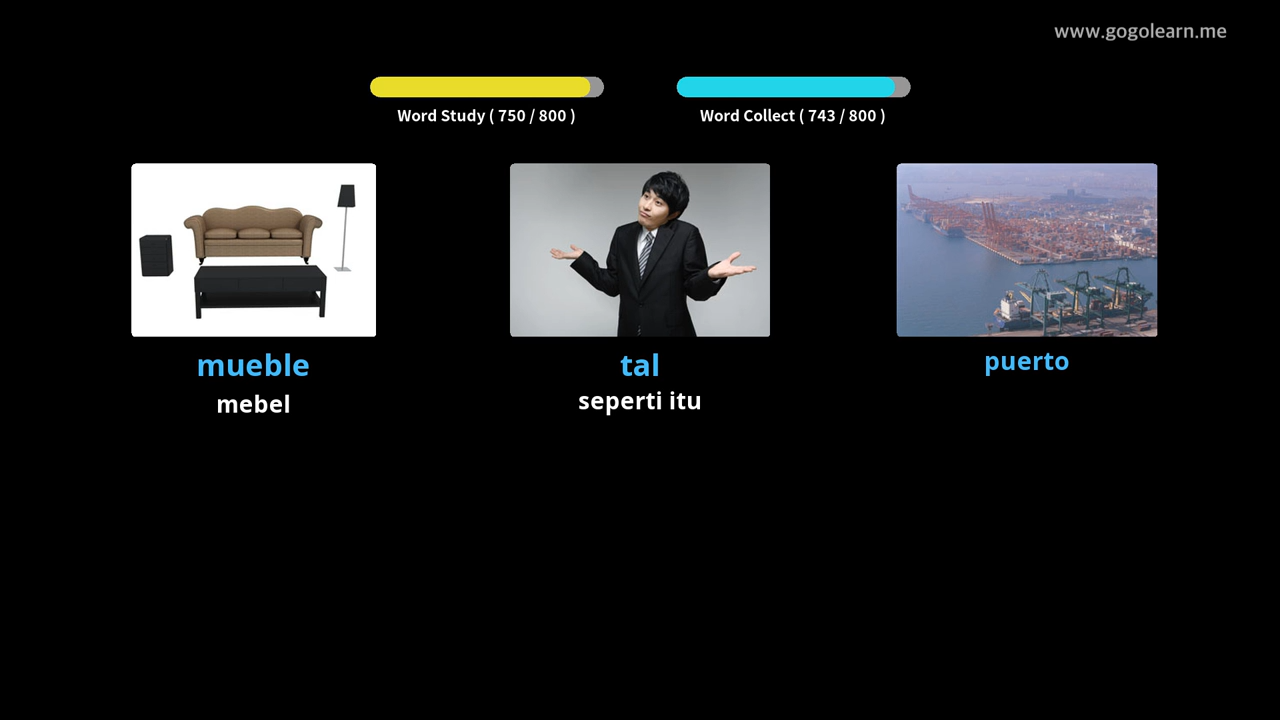 www.gogolearn.me
Word Study ( 750 / 800 )
Word Collect ( 743 / 800 )
mueble
mebel
tal
seperti itu
puerto